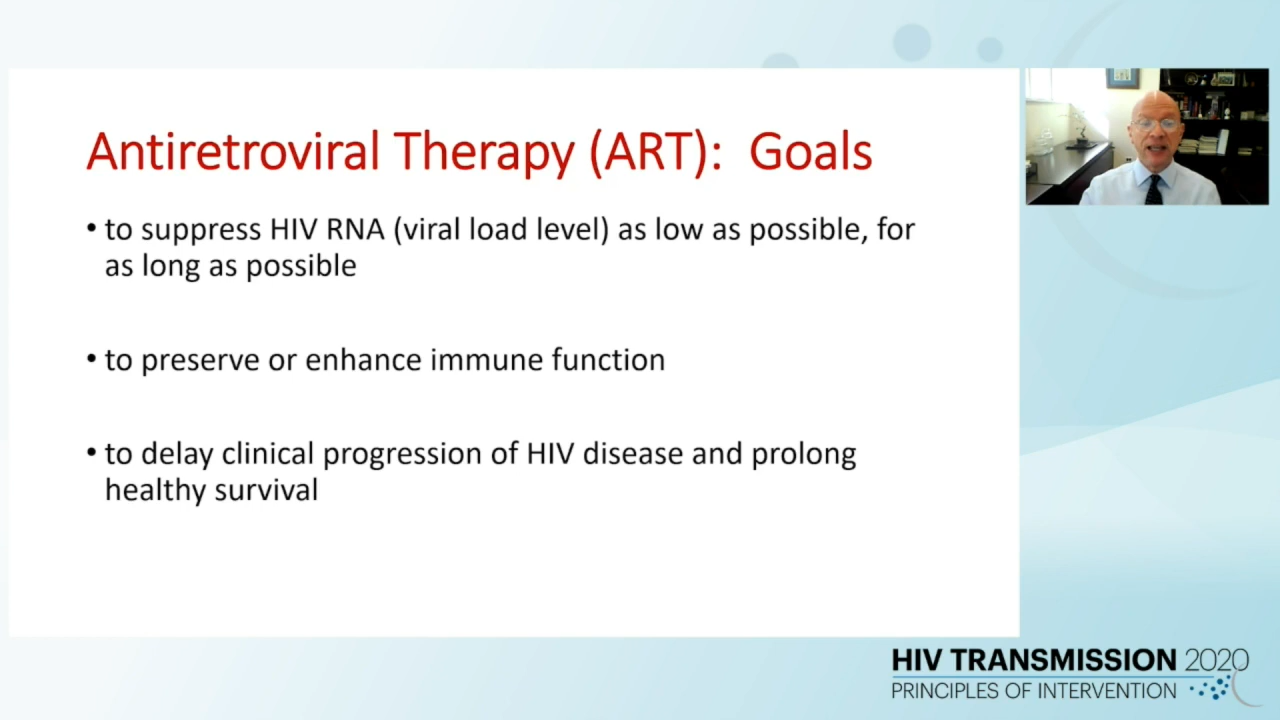 Antiretroviral Therapy (ART): Goals
• to suppress HIV RNA (viral load level) as low as possible, for
as long as possible
• to preserve or enhance immune function
• to delay clinical progression of HIV disease and prolong
healthy survival
HIV TRANSMISSION 2020
PRINCIPLES OF INTERVENTION